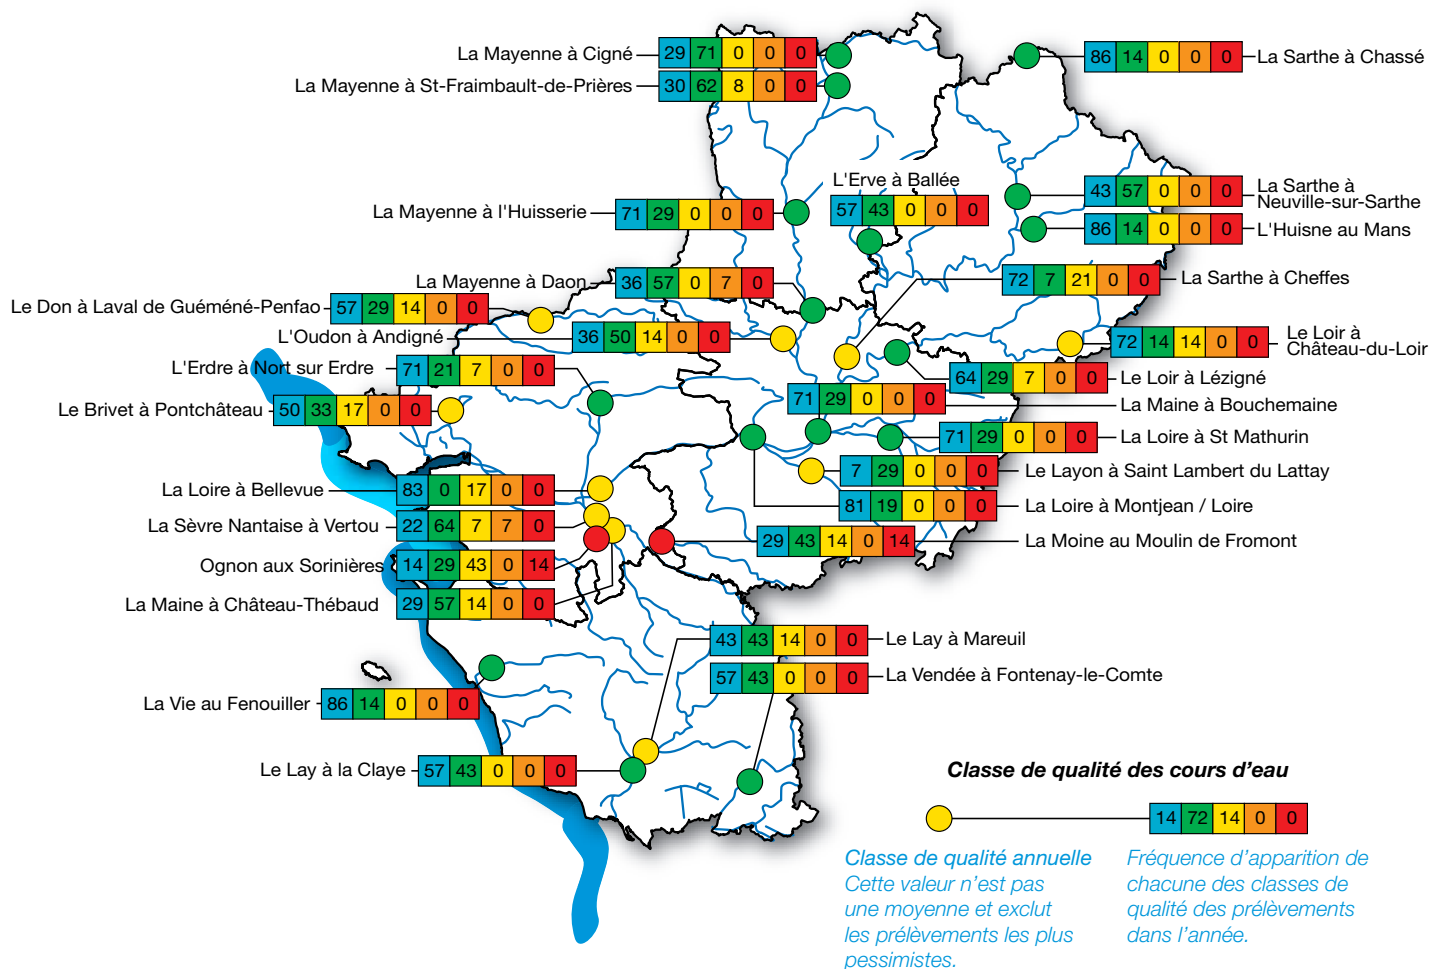 La Mayenne à Cigné 29 71 0 0 0
86 14 0 0 0 La Sarthe à Chassé
La Mayenne à St-Fraimbault-de-Prières 30 62 8 0 0
L'Erve à Ballée
57 43 0 0 0
43 57 0 0 0 La Sarthe à
Neuville-sur-Sarthe
La Mayenne à l'Huisserie 71 29 0 0 0
86 14 0 0 0 L'Huisne au Mans
La Mayenne à Daon 36 57 0 7 0
72 7 21 0 0 La Sarthe à Cheffes
Le Don à Laval de Guéméné-Penfao 57 29 14 0 0
L'Oudon à Andigné 36 50 14 0 0
72 14 14 0 0 Le Loir à
Château-du-Loir
L'Erdre à Nort sur Erdre 71 21 7 0 0
64 29 7 0 0 Le Loir à Lézigné
Le Brivet à Pontchâteau 50 33 17 0 0
71 29 0 0 0 La Maine à Bouchemaine
71 29 0 0 0 La Loire à St Mathurin
7 29 0 0 0 Le Layon à Saint Lambert du Lattay
La Loire à Bellevue 83 0 17 0 0
81 19 0 0 0 La Loire à Montjean / Loire
La Sèvre Nantaise à Vertou 22 64 7 7 0
29 43 14 0 14 La Moine au Moulin de Fromont
Ognon aux Sorinières 14 29 43 0 14
La Maine à Château-Thébaud 29 57 14 0 0
43 43 14 0 0 Le Lay à Mareuil
57 43 0 0 0 La Vendée à Fontenay-le-Comte
La Vie au Fenouiller 86 14 0 0 0
Le Lay à la Claye 57 43 0 0 0
Classe de qualité des cours d'eau
14 72 14 0 0
Classe de qualité annuelle
Cette valeur n'est pas
une moyenne et exclut
les prélèvements les plus
pessimistes.
Fréquence d'apparition de
chacune des classes de
qualité des prélèvements
dans l'année.